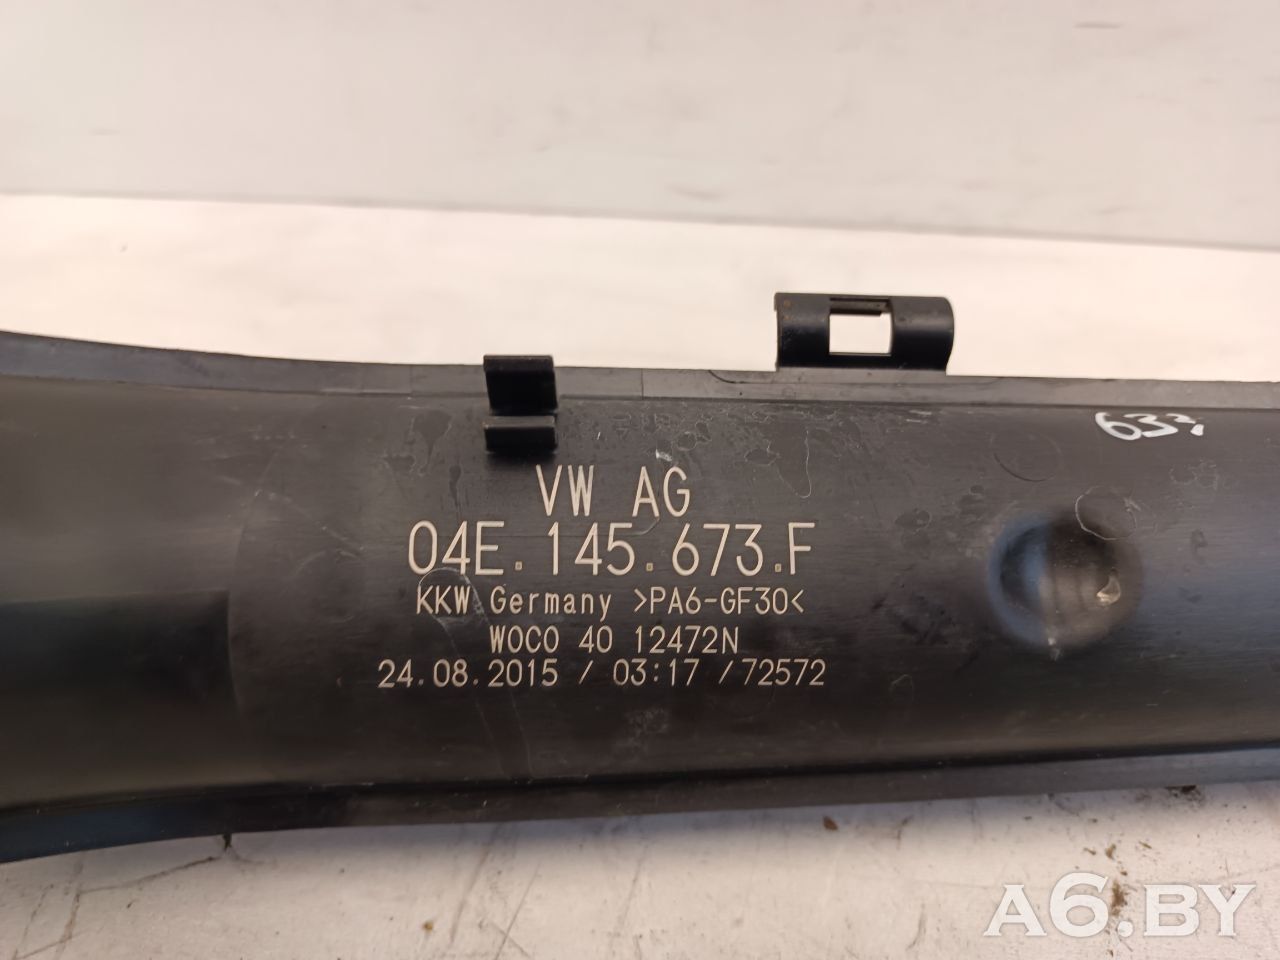 VW AG
04E.145.673.F
KKW Germany >PA6-GF30<
WOCO 40 12472N
24.08.2015 / 03:17 /72572
A6.BY